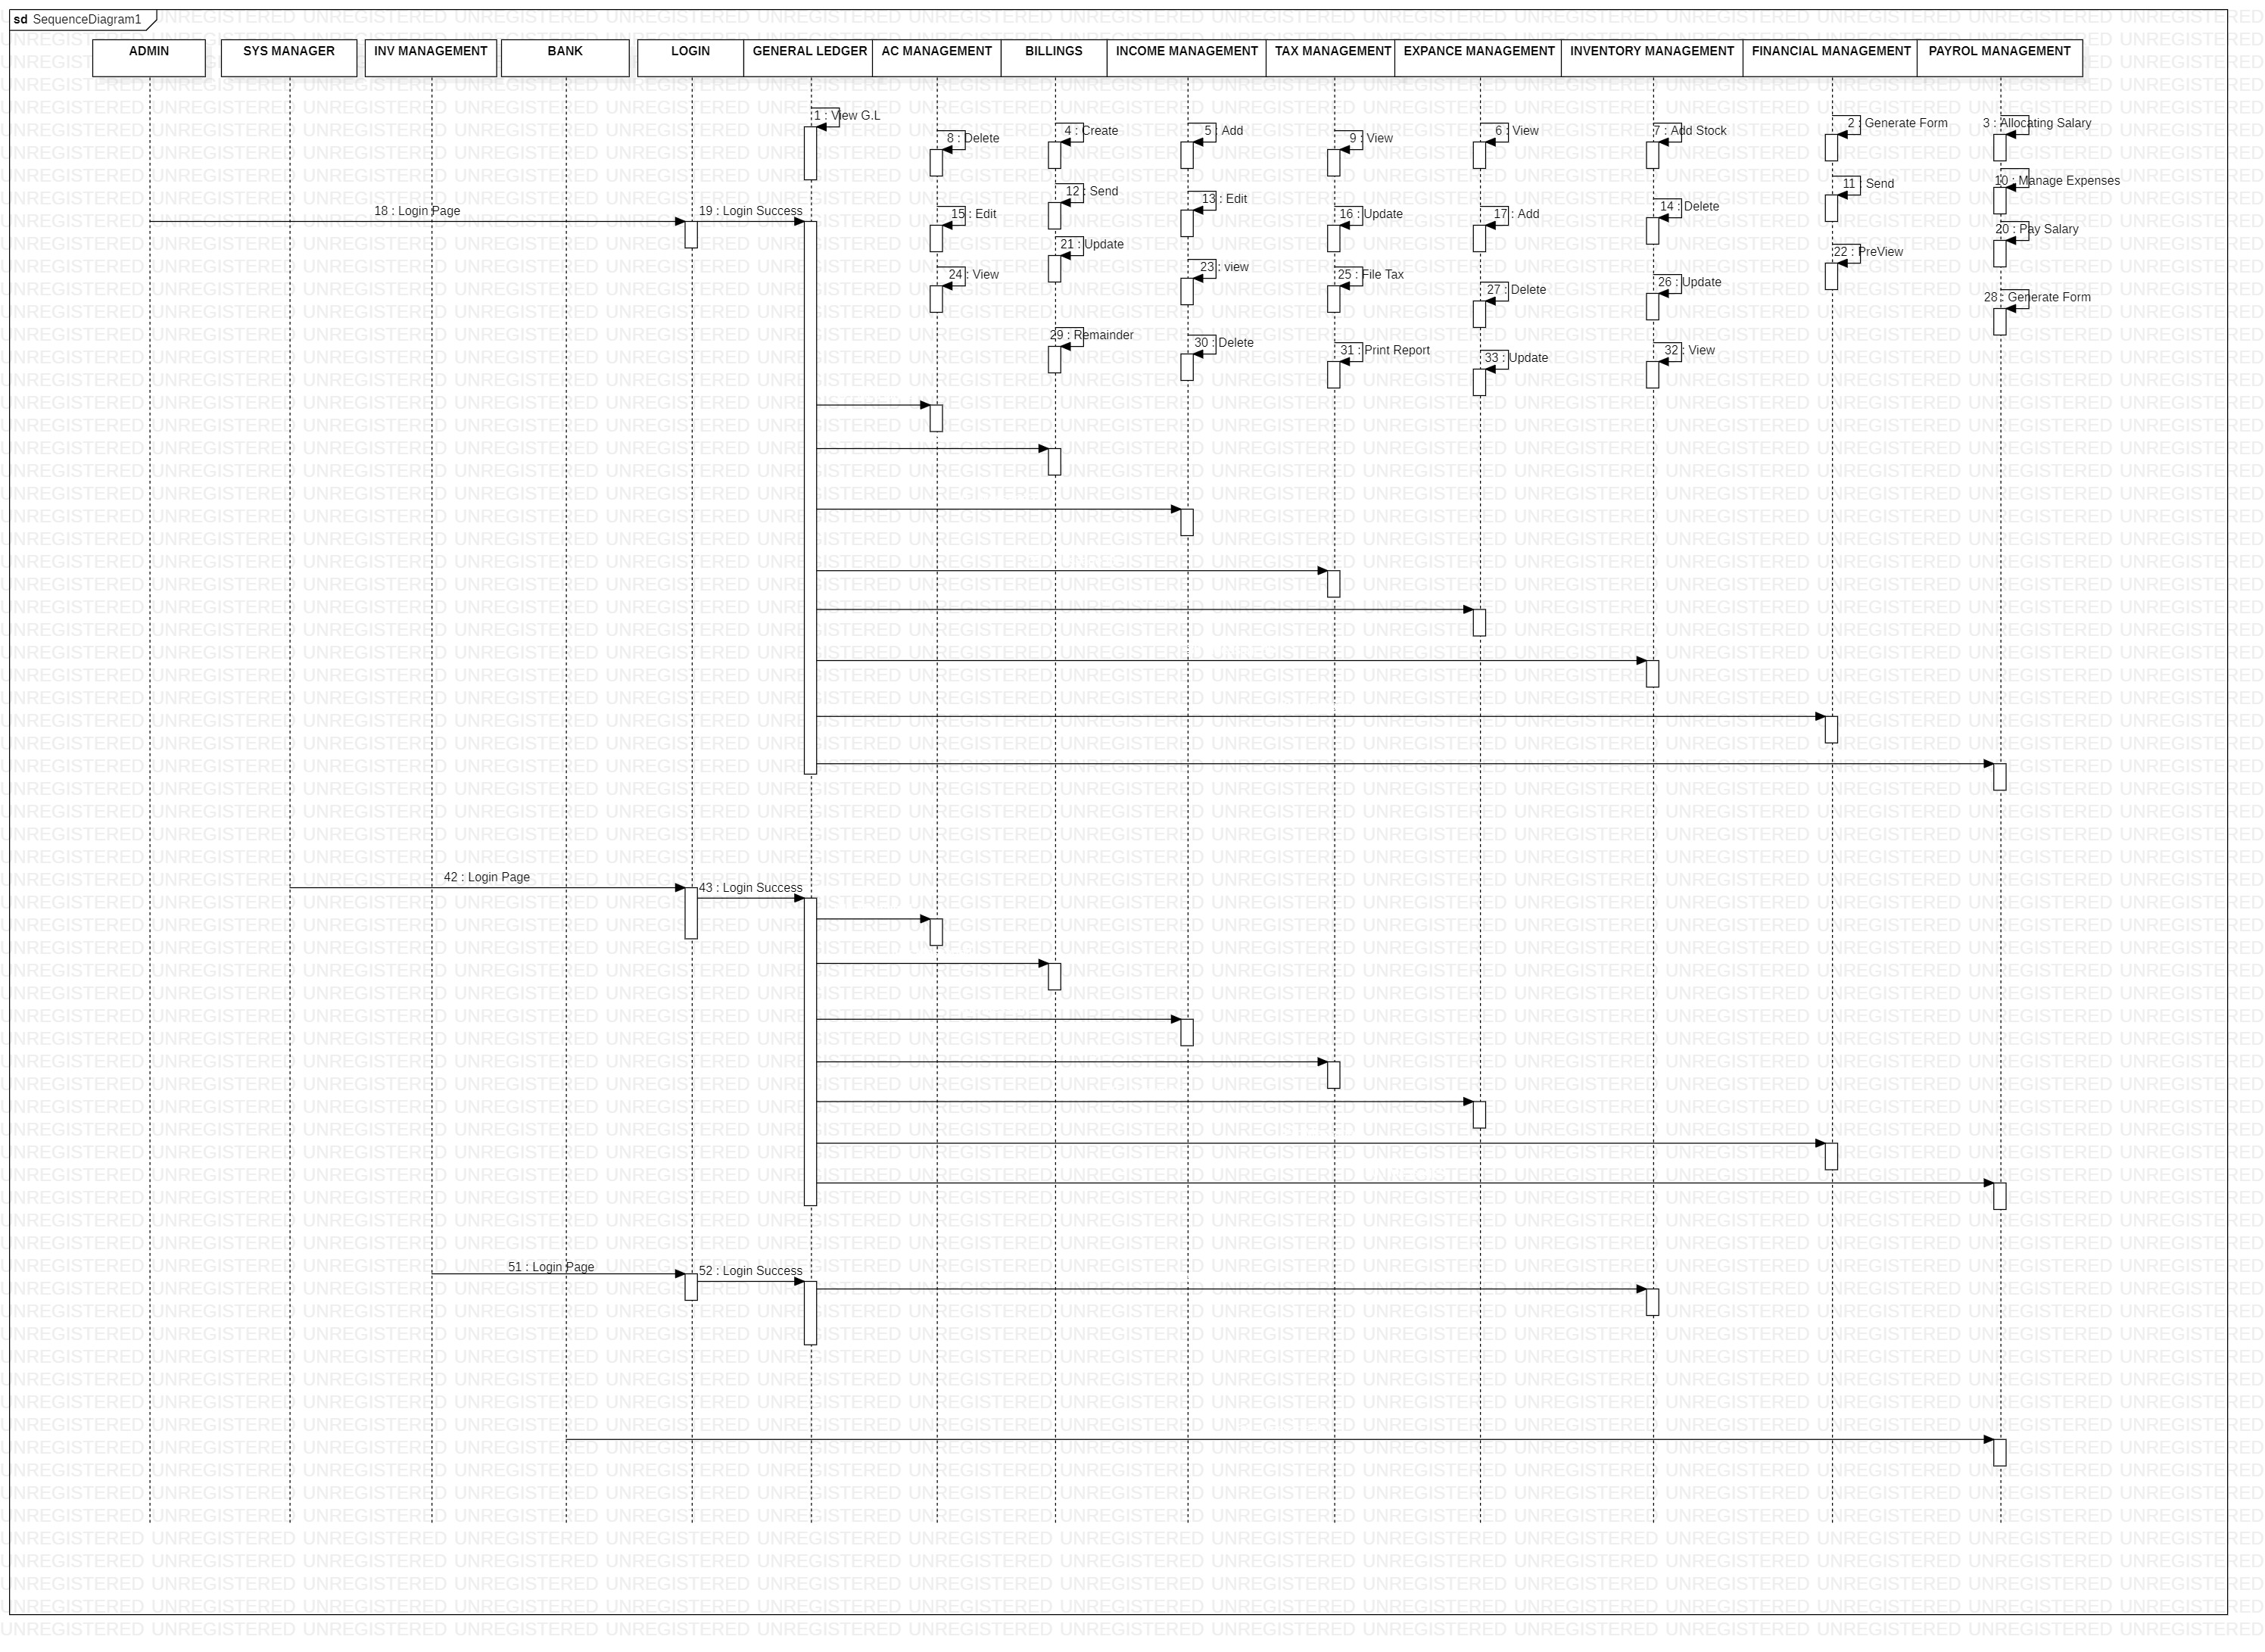 sd SequenceDiagram1
ADMIN
SYS MANAGER
INV MANAGEMENT
BANK
LOGIN
GENERAL LEDGER
AC MANAGEMENT
BILLINGS
INCOME MANAGEMENT
TAX MANAGEMENT
EXPANCE MANAGEMENT
INVENTORY MANAGEMENT
FINANCIAL MANAGEMENT
PAYROL MANAGEMENT
1 : View G.L
2 : Generate Form
3 : Allocating Salary
4 : Create
5 : Add
6 : View
7 : Add Stock
8 : Delete
9 : View
10 : Manage Expenses
11 : Send
12 : Send
13 : Edit
14 : Delete
15 : Edit
16 : Update
17 : Add
18 : Login Page
19 : Login Success
20 : Pay Salary
21 : Update
22 : PreView
23 : view
24 : View
25 : File Tax
26 : Update
27 : Delete
28 : Generate Form
29 : Remainder
30 : Delete
31 : Print Report
32 : View
33 : Update
42 : Login Page
43 : Login Success
51 : Login Page
52 : Login Success
UNREGISTERED